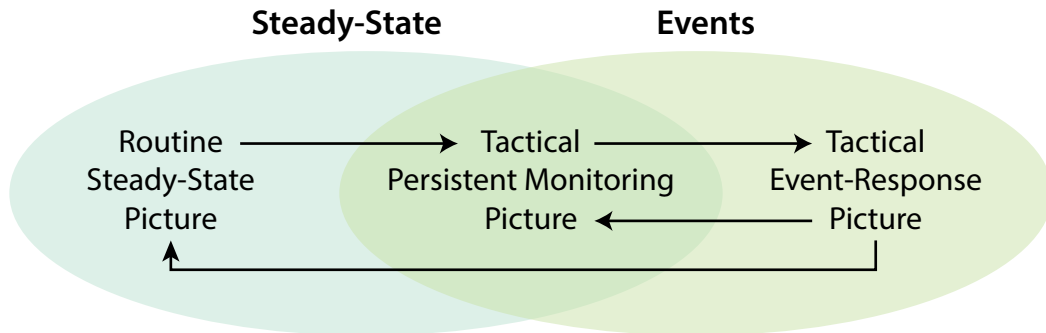 Steady-State
Events
Routine
Steady-State
Picture
Tactical
Persistent Monitoring
Picture
Tactical
Event-Response
Picture